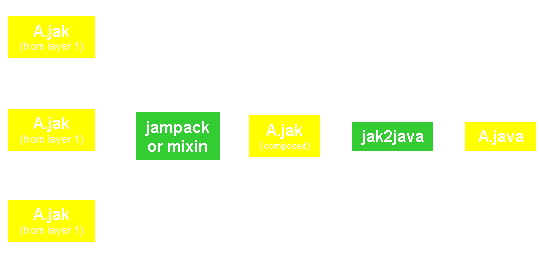 A.jak
(from layer 1)
A.jak
(from layer 1)
A.jak
(from layer 1)
jampack
or mixin
A.jak
(composed
jak2java
A.java